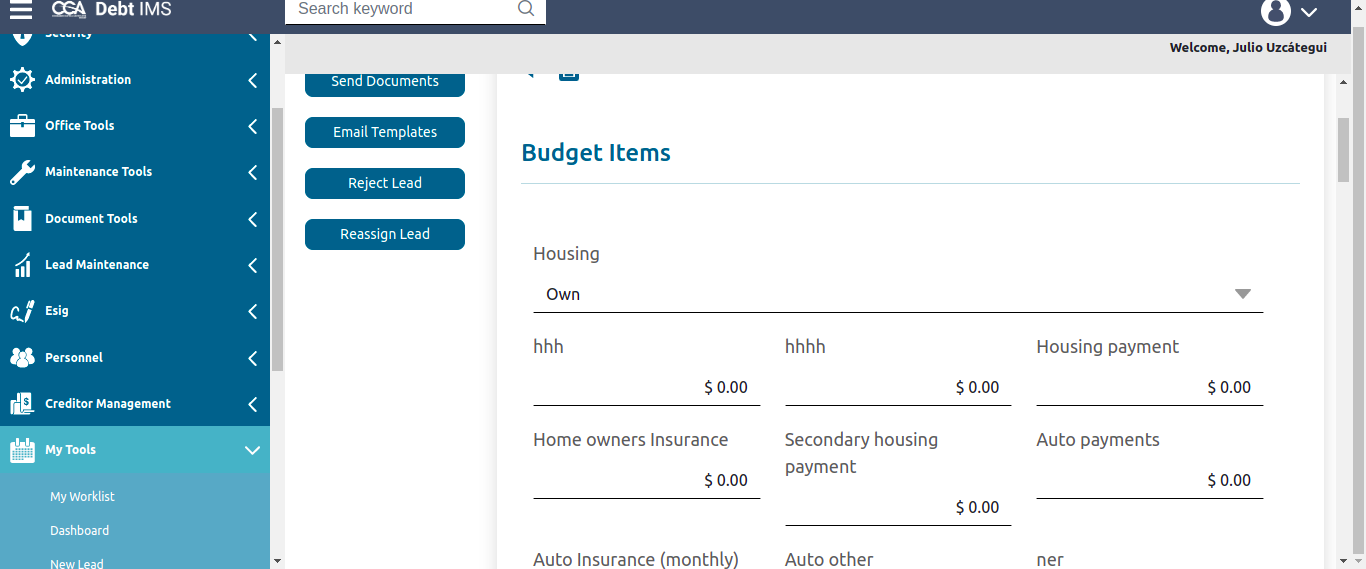 CGA Debt IMS
Search keyword
Welcome, Julio Uzcátegui
Security
Administration
Office Tools
Maintenance Tools
Document Tools
Lead Maintenance
Esig
Personnel
Creditor Management
My Tools
My Worklist
Dashboard
New Lead
Send Documents
Email Templates
Reject Lead
Reassign Lead
Budget Items
Housing
Own
hhh
hhhh
Housing payment
$ 0.00
$ 0.00
$ 0.00
Home owners Insurance
Secondary housing
payment
Auto payments
$ 0.00
$ 0.00
$ 0.00
Auto Insurance (monthly)
Auto other
ner